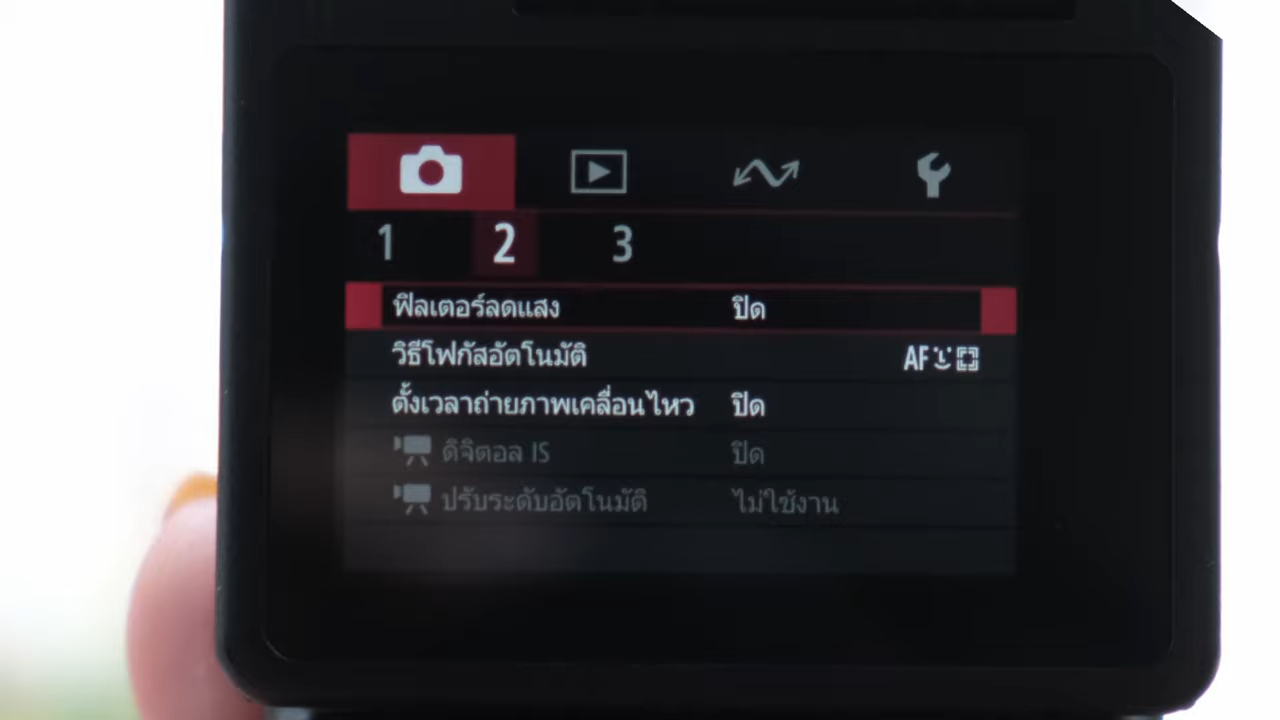 1 2 3
ฟิลเตอร์ลดแสง ปิด
วิธีโฟกัสอัตโนมัติ AF
ตั้งเวลาถ่ายภาพเคลื่อนไหว ปิด
ดิจิตอล IS ปิด
ปรับระดับอัตโนมัติ ไม่ใช้งาน